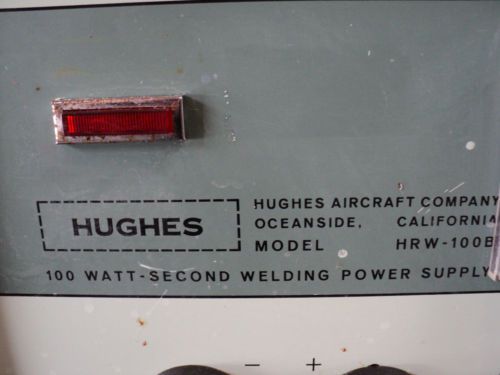 HUGHES
HUGHES AIRCRAFT COMPANY
OCEANSIDE, CALIFORNIA
MODEL HRW-100B
100 WATT-SECOND WELDING POWER SUPPLY
- +